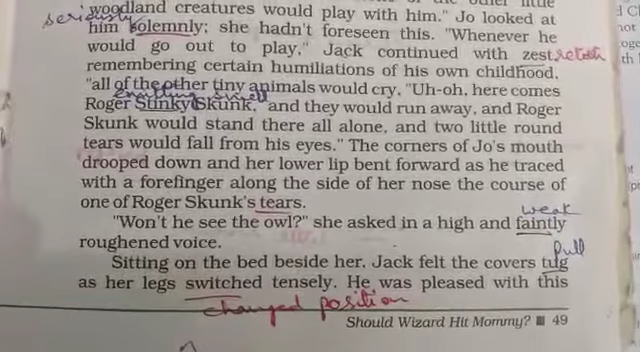 woodland creatures would play with him." Jo looked at
seriously
him solemnly; she hadn't foreseen this. "Whenever he
would go out to play," Jack continued with zest,
remembering certain humiliations of his own childhood,
"all of the other tiny animals would cry, "Uh-oh, here comes
smell
Roger Stinky Skunk," and they would run away, and Roger
Skunk would stand there all alone, and two little round
tears would fall from his eyes." The corners of Jo's mouth
drooped down and her lower lip bent forward as he traced
with a forefinger along the side of her nose the course of
one of Roger Skunk's tears.
weak
"Won't he see the owl?" she asked in a high and faintly
roughened voice.
pull
Sitting on the bed beside her, Jack felt the covers tug
as her legs switched tensely. He was pleased with this
changed position
Should Wizard Hit Mommy? ■ 49